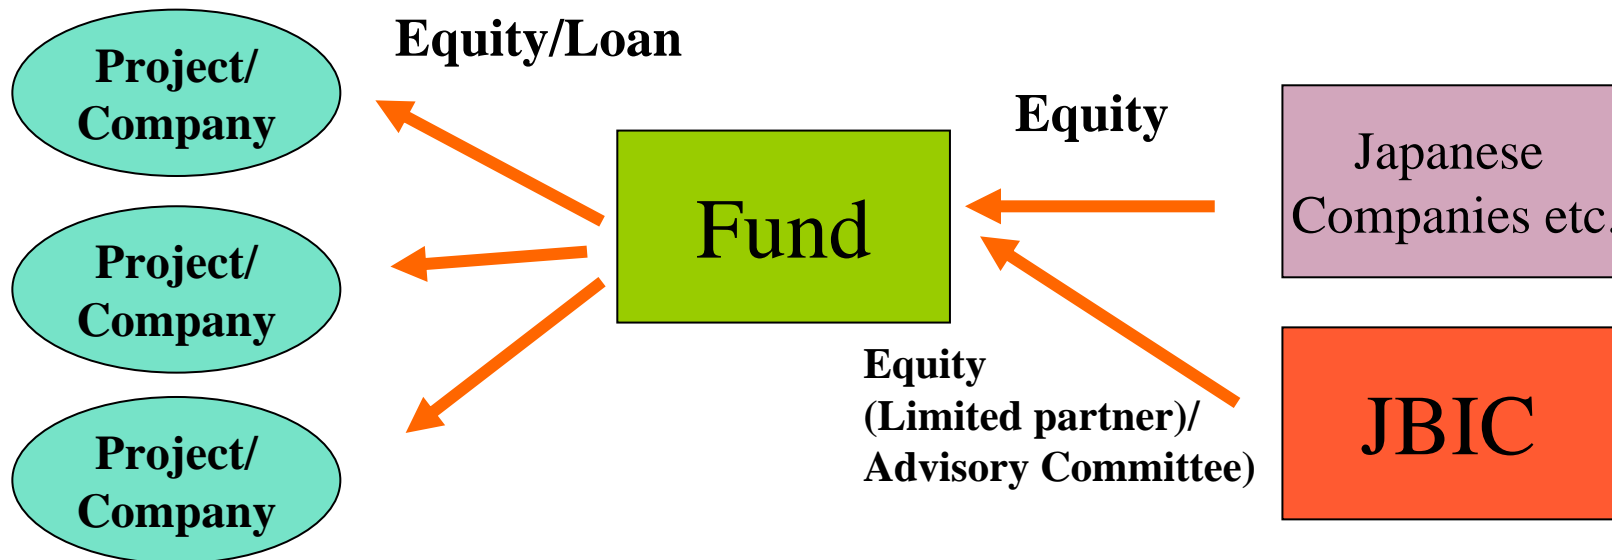 Project/
Company
Equity/Loan
Project/
Company
Project/
Company
Fund
Equity
Equity
(Limited partner)/
Advisory Committee)
Japanese
Companies etc.
JBIC